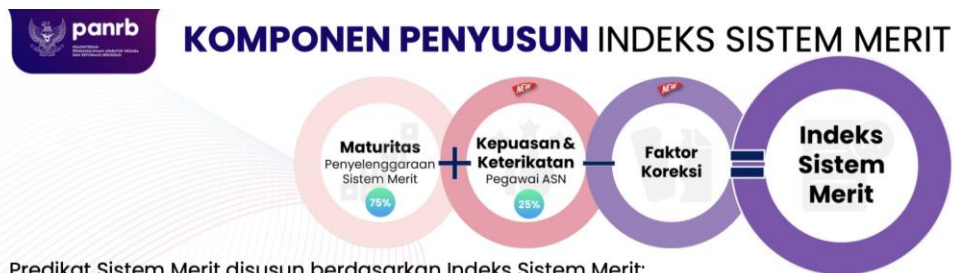 panrb
KEMENTERIAN
PENDAYAGUNAAN APARATUR NEGARA
DAN REFORMASI BIROKRASI
KOMPONEN PENYUSUN INDEKS SISTEM MERIT
NEW
NEW
Maturitas
Penyelenggaraan
Sistem Merit
75%
Kepuasan &
Keterikatan
Pegawai ASN
25%
Faktor
Koreksi
Indeks
Sistem
Merit
Predikat Sistem Merit disusun berdasarkan Indeks Sistem Merit: